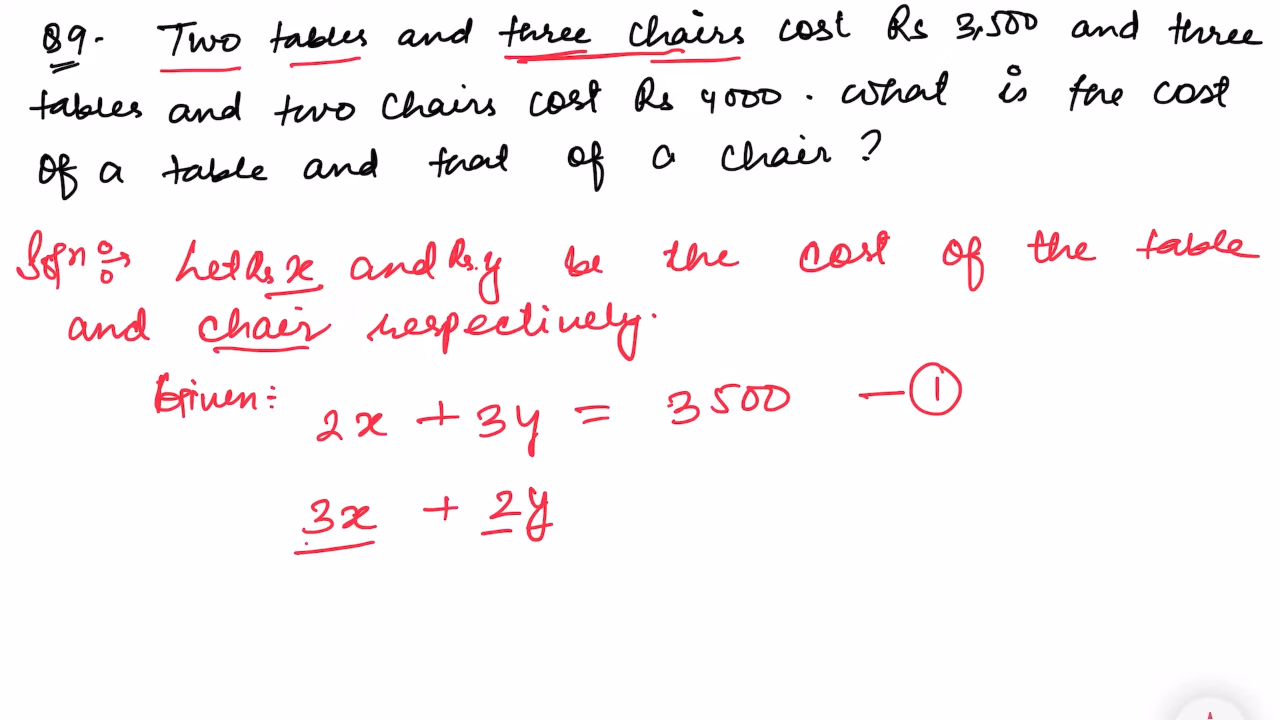 Q9. Two tables and three chairs cost Rs 3,500 and three
tables and two chairs cost Rs 4000. What is the cost
of a table and that of a chair?
Solⁿ:→ Let Rs x and Rs. y be the cost of the table
and chair respectively.
Given:
2x + 3y = 3500 — ①
3x + 2y